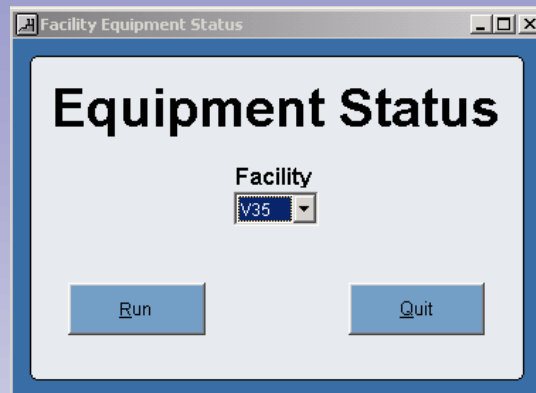 Facility Equipment Status
Equipment Status
Facility
V35
Run
Quit